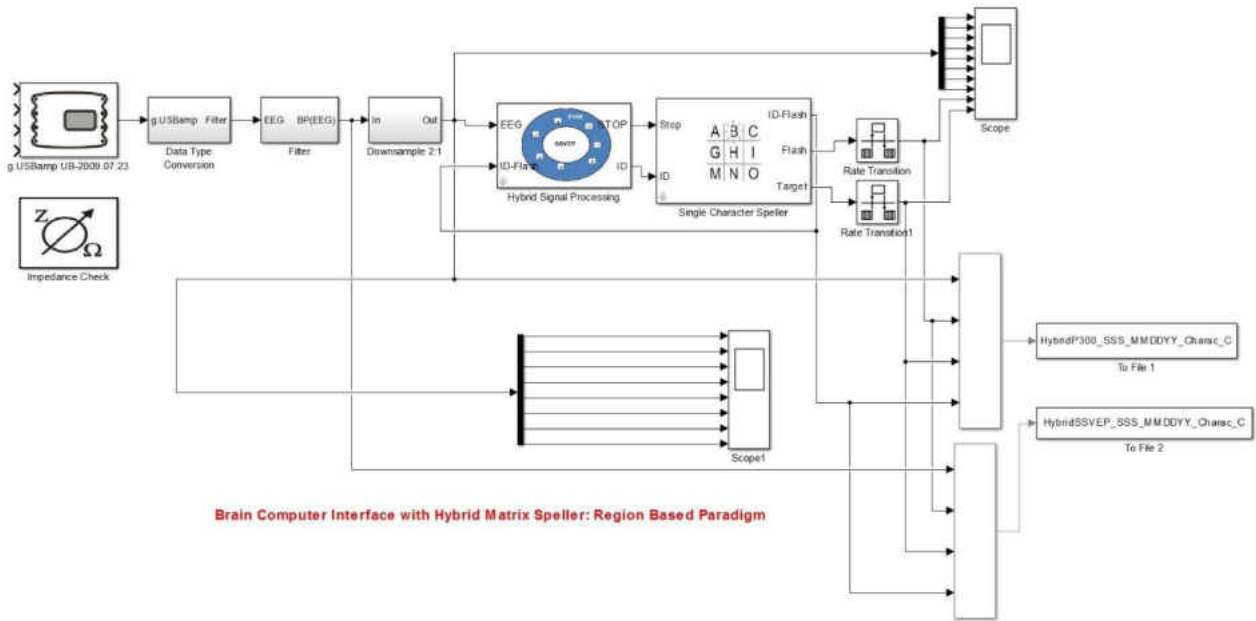 g.USBamp UB-2009.07.23
g.USBamp Filter
Data Type
Conversion
EEG BP(EEG)
Filter
In Out
Downsample 2:1
EEG STOP
SSVEP
ID-Flash ID
Hybrid Signal Processing
Stop ID-Flash
A B C
G H I
M N O
Flash
ID Target
Single Character Speller
Rate Transition
Rate Transition1
Scope
Z Ω
Impedance Check
Scope1
HybridP300_SSS_MMDDYY_Charac_C
To File 1
HybridSSVEP_SSS_MMDDYY_Charac_C
To File 2
Brain Computer Interface with Hybrid Matrix Speller: Region Based Paradigm